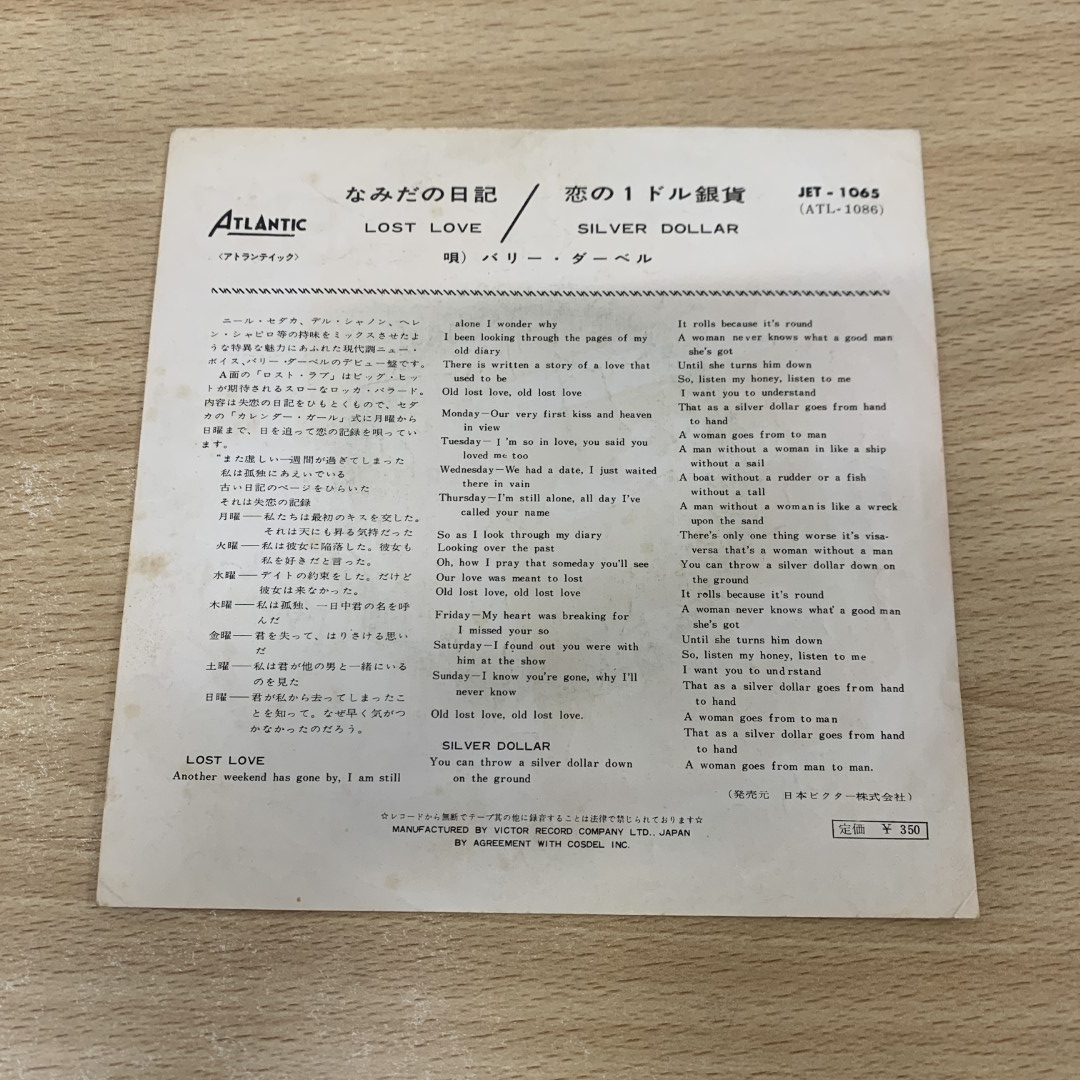 なみだの日記 / 恋の1ドル銀貨 JET-1065
ATLANTIC LOST LOVE SILVER DOLLAR (ATL-1086)
〈アトランテイック〉 唄) バリー・ダーベル
ニール・セダカ、デル・シャノン、ヘレ
ン・シャピロ等の持味をミックスさせたよ
うな特異な魅力にあふれた現代調ニュー・
ボイス、バリー・ダーベルのデビュー盤です。
A面の「ロスト・ラブ」はビッグ・ヒッ
トが期待されるスローなロッカ・バラード。
内容は失恋の日記をひもとくもので、セダ
カの「カレンダー・ガール」式に月曜から
日曜まで、日を追って恋の記録を唄ってい
ます。
“また虚しい一週間が過ぎてしまった
私は孤独にあえいでいる
古い日記のページをひらいた
それは失恋の記録
月曜──私たちは最初のキスを交した。
それは天にも昇る気持だった
火曜──私は彼女に陥落した。彼女も
私を好きだと言った。
水曜──デイトの約束をした。だけど
彼女は来なかった。
木曜──私は孤独、一日中君の名を呼
んだ
金曜──君を失って、はりさける思い
だ
土曜──私は君が他の男と一緒にいる
のを見た
日曜──君が私から去ってしまったこ
とを知って。なぜ早く気がつ
かなかったのだろう。
LOST LOVE
Another weekend has gone by, I am still
alone I wonder why
I been looking through the pages of my
old diary
There is written a story of a love that
used to be
Old lost love, old lost love
Monday—Our very first kiss and heaven
in view
Tuesday—I'm so in love, you said you
loved me too
Wednesday—We had a date, I just waited
there in vain
Thursday—I'm still alone, all day I've
called your name
So as I look through my diary
Looking over the past
Oh, how I pray that someday you'll see
Our love was meant to lost
Old lost love, old lost love
Friday—My heart was breaking for
I missed your so
Saturday—I found out you were with
him at the show
Sunday—I know you're gone, why I'll
never know
Old lost love, old lost love.
SILVER DOLLAR
You can throw a silver dollar down
on the ground
It rolls because it's round
A woman never knows what a good man
she's got
Until she turns him down
So, listen my honey, listen to me
I want you to understand
That as a silver dollar goes from hand
to hand
A woman goes from to man
A man without a woman in like a ship
without a sail
A boat without a rudder or a fish
without a tall
A man without a woman is like a wreck
upon the sand
There's only one thing worse it's visa-
versa that's a woman without a man
You can throw a silver dollar down on
the ground
It rolls because it's round
A woman never knows what a good man
she's got
Until she turns him down
So, listen my honey, listen to me
I want you to und rstand
That as a silver dollar goes from hand
to hand
A woman goes from to man
That as a silver dollar goes from hand
to hand
A woman goes from man to man.
(発売元 日本ビクター株式会社)
☆レコードから無断でテープ其の他に録音することは法律で禁じられております☆
MANUFACTURED BY VICTOR RECORD COMPANY LTD., JAPAN
BY AGREEMENT WITH COSDEL INC.
定価 ¥ 350